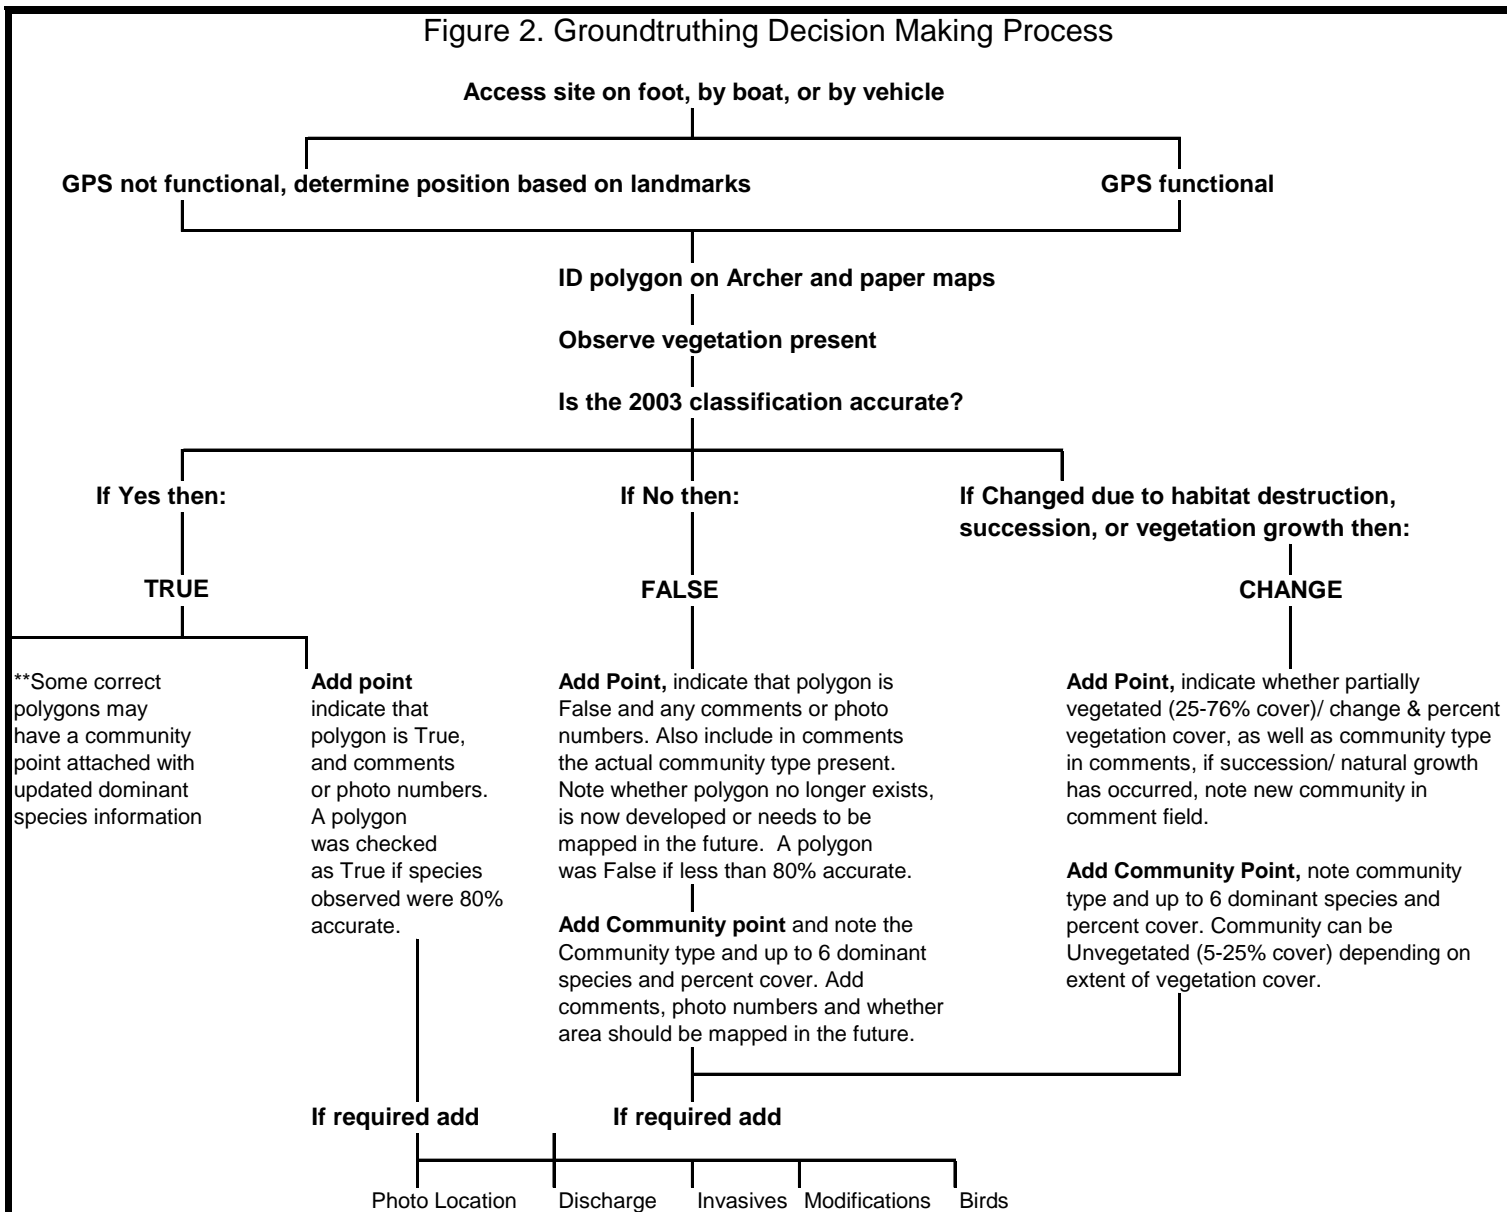 Figure 2. Groundtruthing Decision Making Process
Access site on foot, by boat, or by vehicle
GPS not functional, determine position based on landmarks
GPS functional
ID polygon on Archer and paper maps
Observe vegetation present
Is the 2003 classification accurate?
If Yes then:
If No then:
If Changed due to habitat destruction,
succession, or vegetation growth then:
TRUE
FALSE
CHANGE
**Some correct
polygons may
have a community
point attached with
updated dominant
species information
Add point
indicate that
polygon is True,
and comments
or photo numbers.
A polygon
was checked
as True if species
observed were 80%
accurate.
Add Point, indicate that polygon is
False and any comments or photo
numbers. Also include in comments
the actual community type present.
Note whether polygon no longer exists,
is now developed or needs to be
mapped in the future.  A polygon
was False if less than 80% accurate.
Add Community point and note the
Community type and up to 6 dominant
species and percent cover. Add
comments, photo numbers and whether
area should be mapped in the future.
Add Point, indicate whether partially
vegetated (25-76% cover)/ change & percent
vegetation cover, as well as community type
in comments, if succession/ natural growth
has occurred, note new community in
comment field.
Add Community Point, note community
type and up to 6 dominant species and
percent cover. Community can be
Unvegetated (5-25% cover) depending on
extent of vegetation cover.
If required add
If required add
Photo Location
Discharge
Invasives
Modifications
Birds